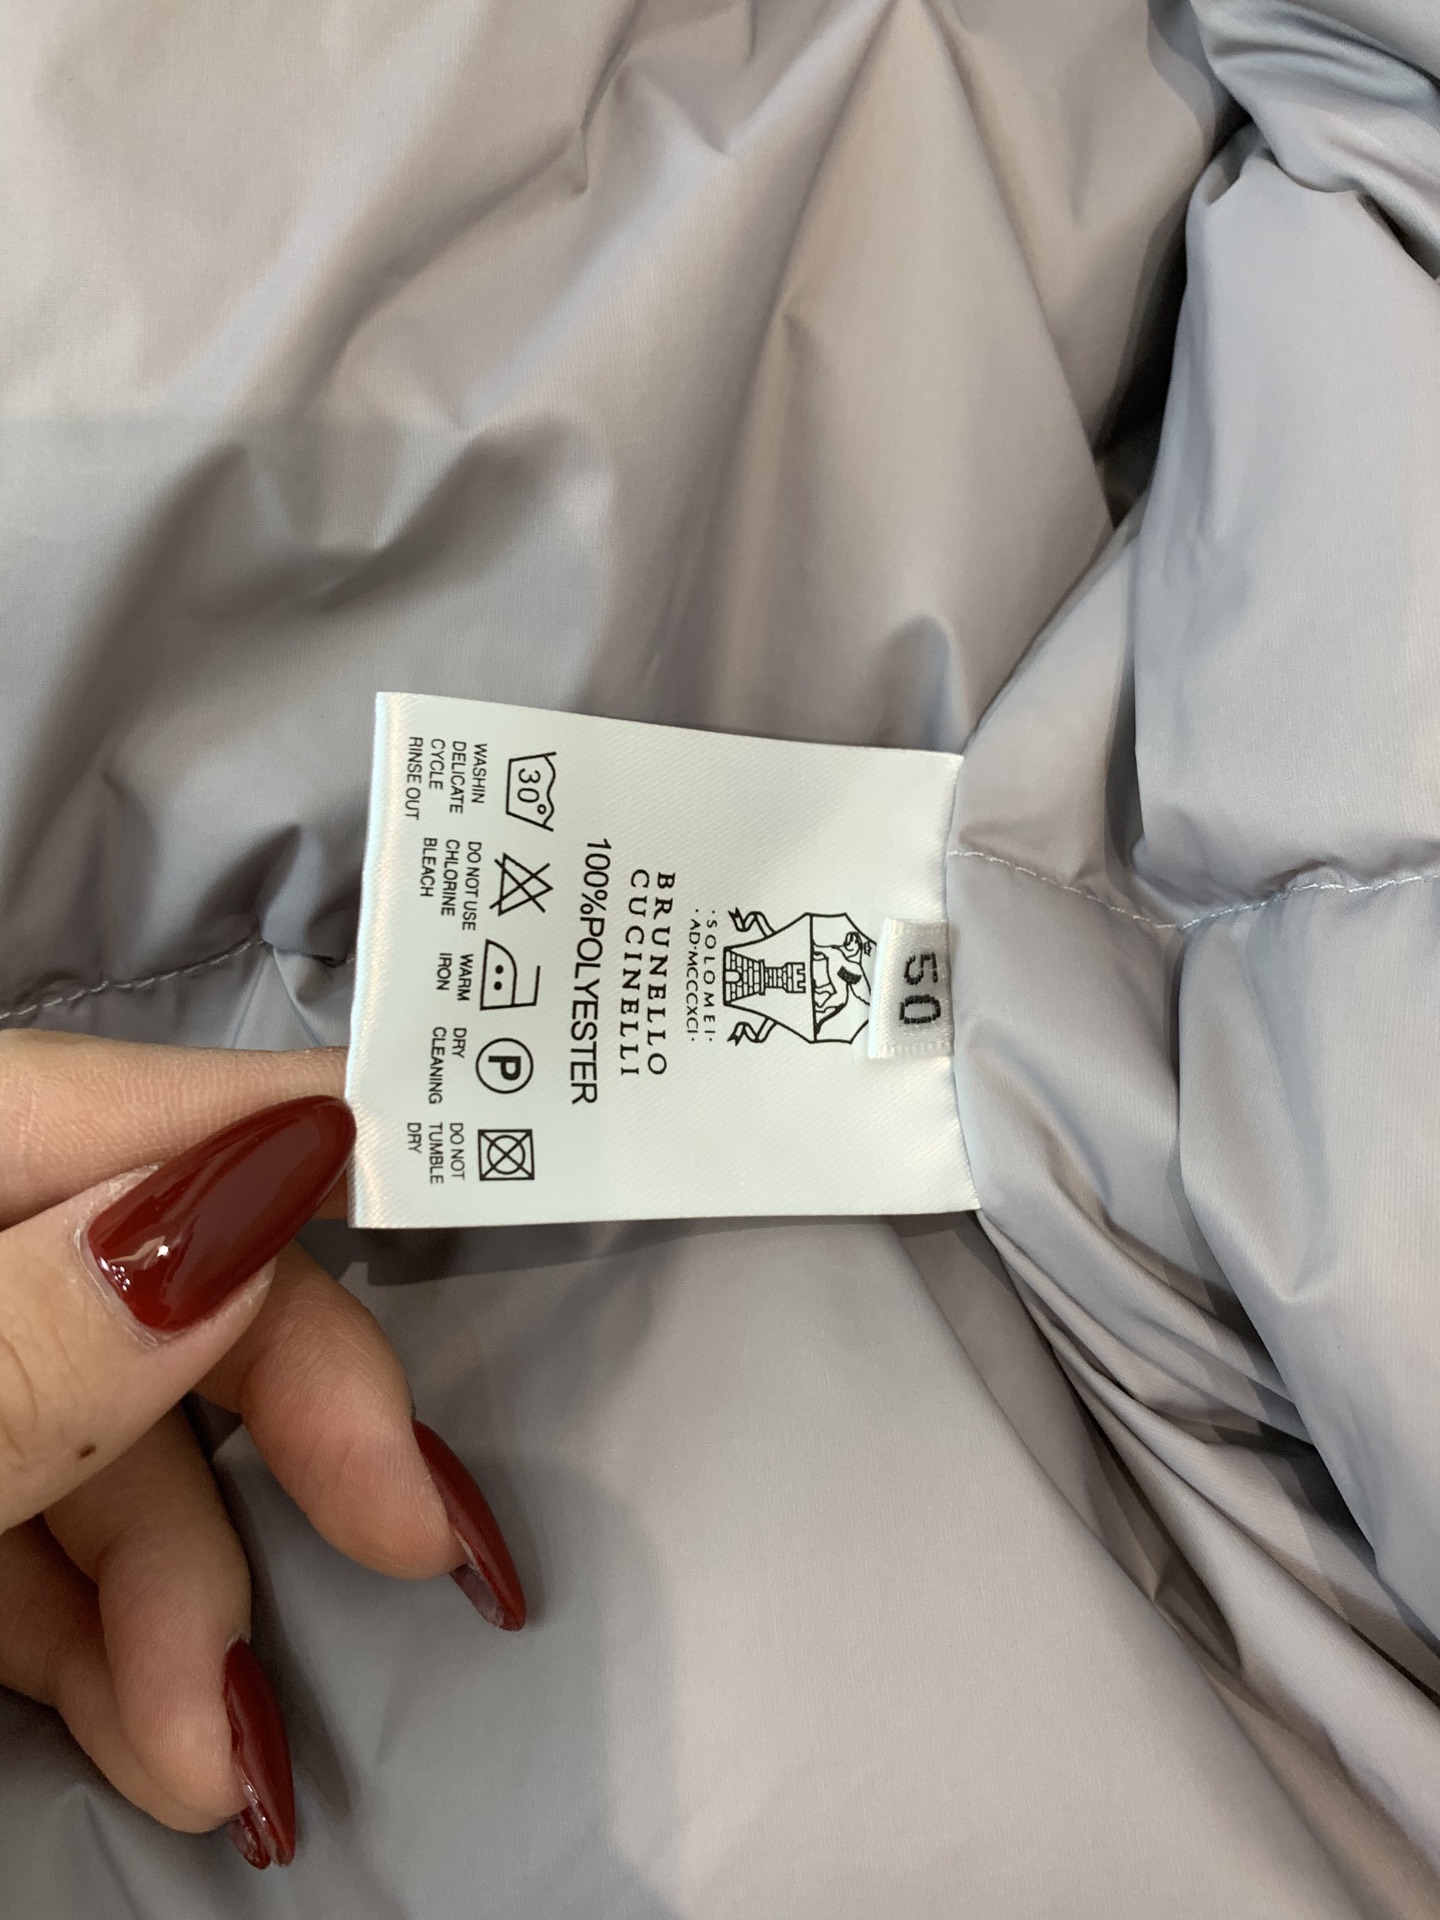 50
·SOLOMEI·
·AD·MCCCXCI·
BRUNELLO
CUCINELLI
100%POLYESTER
30°
P
WASHIN
DELICATE
CYCLE
RINSE OUT
DO NOT USE
CHLORINE
BLEACH
WARM
IRON
DRY
CLEANING
DO NOT
TUMBLE
DRY